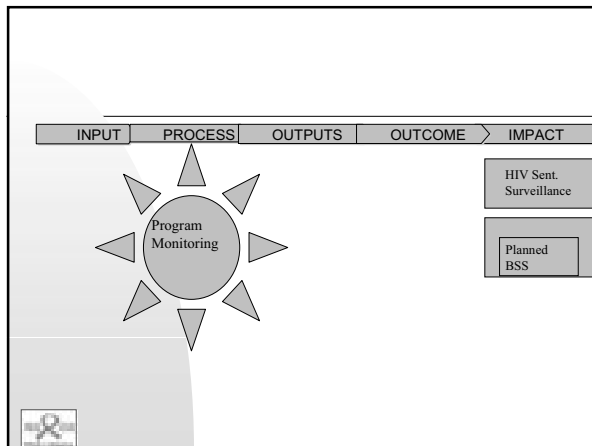 INPUT PROCESS OUTPUTS OUTCOME IMPACT
HIV Sent.
Surveillance
Program
Monitoring
Planned
BSS